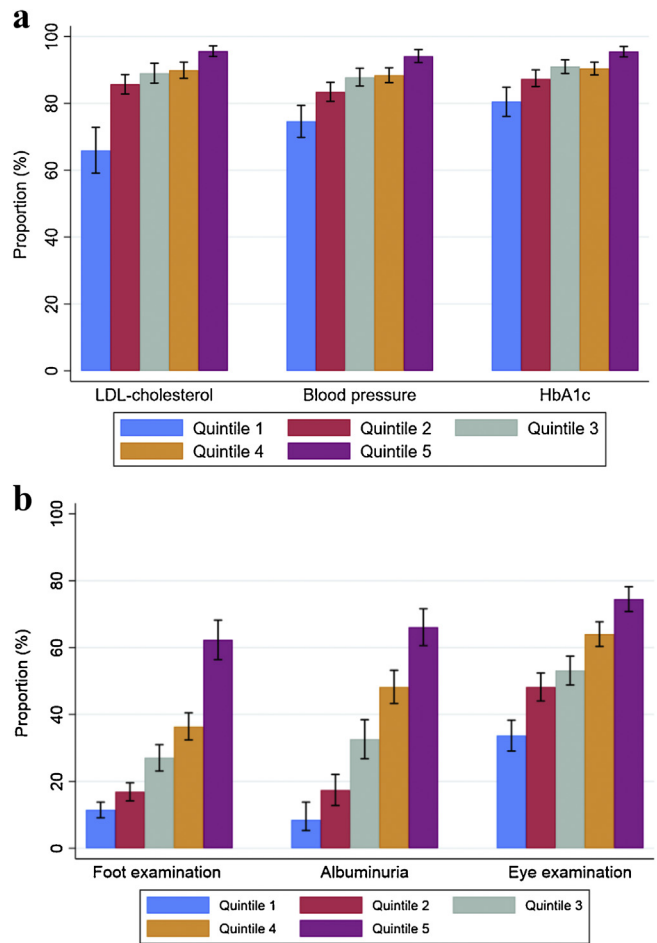 a
Proportion (%)
100
80
60
40
20
0
LDL-cholesterol Blood pressure HbA1c
Quintile 1 Quintile 2 Quintile 3
Quintile 4 Quintile 5
b
Proportion (%)
100
80
60
40
20
0
Foot examination Albuminuria Eye examination
Quintile 1 Quintile 2 Quintile 3
Quintile 4 Quintile 5